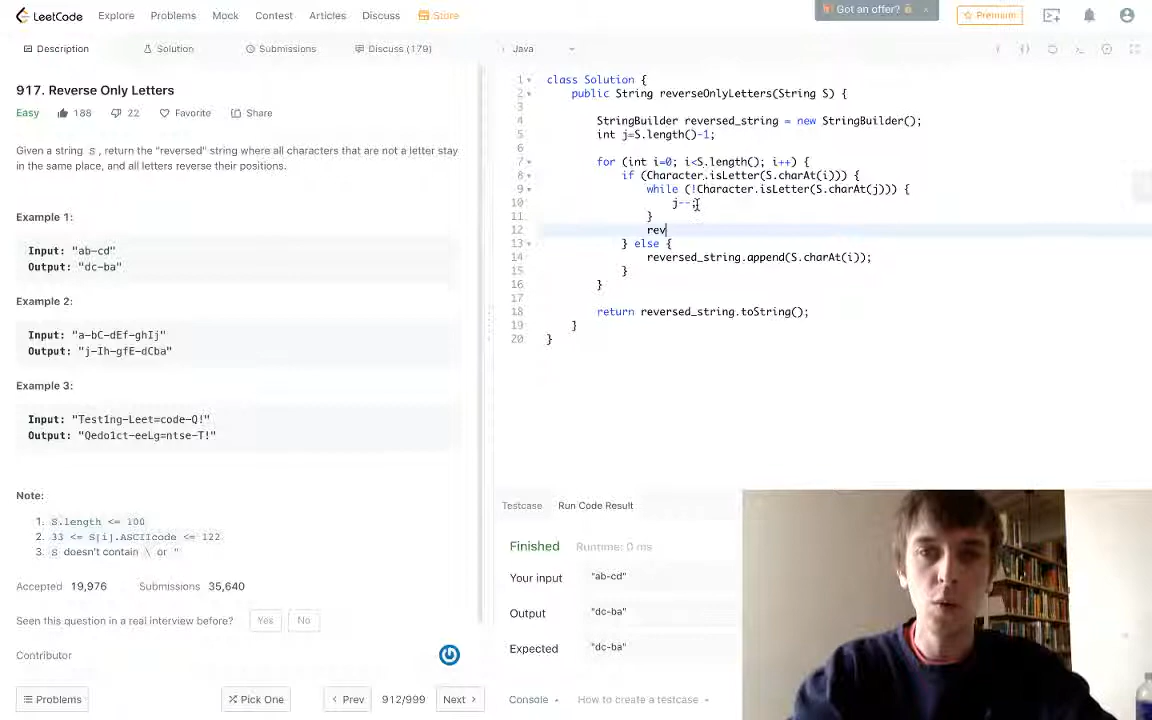 LeetCode Explore Problems Mock Contest Articles Discuss Store
Got an offer? × Premium
Description Solution Submissions Discuss (179)
Java
917. Reverse Only Letters
Easy 188 22 Favorite Share
Given a string S, return the "reversed" string where all characters that are not a letter stay
in the same place, and all letters reverse their positions.
Example 1:
Input: "ab-cd"
Output: "dc-ba"
Example 2:
Input: "a-bC-dEf-ghIj"
Output: "j-Ih-gfE-dCba"
Example 3:
Input: "Test1ng-Leet=code-Q!"
Output: "Qedo1ct-eeLg=ntse-T!"
Note:
1. S.length <= 100
2. 33 <= S[i].ASCIIcode <= 122
3. S doesn't contain \ or "
Accepted 19,976 Submissions 35,640
Seen this question in a real interview before? Yes No
Contributor
Problems Pick One Prev 912/999 Next
1 class Solution {
2 public String reverseOnlyLetters(String S) {
3
4 StringBuilder reversed_string = new StringBuilder();
5 int j=S.length()-1;
6
7 for (int i=0; i<S.length(); i++) {
8 if (Character.isLetter(S.charAt(i))) {
9 while (!Character.isLetter(S.charAt(j))) {
10 j--;
11 }
12 rev
13 } else {
14 reversed_string.append(S.charAt(i));
15 }
16 }
17
18 return reversed_string.toString();
19 }
20 }
Testcase Run Code Result
Finished Runtime: 0 ms
Your input "ab-cd"
Output "dc-ba"
Expected "dc-ba"
Console How to create a testcase